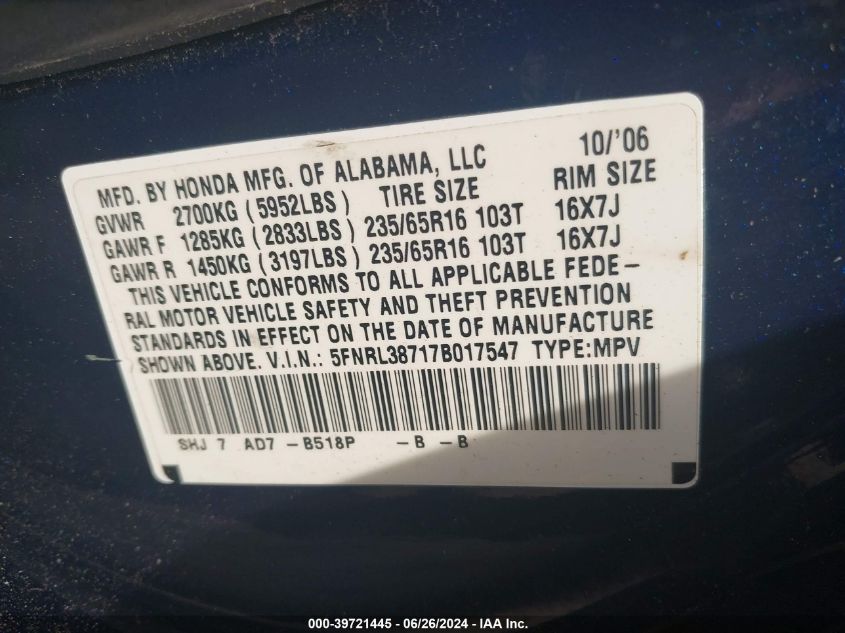 MFD. BY HONDA MFG. OF ALABAMA, LLC 10/'06
GVWR 2700KG (5952LBS) TIRE SIZE RIM SIZE
GAWR F 1285KG (2833LBS) 235/65R16 103T 16X7J
GAWR R 1450KG (3197LBS) 235/65R16 103T 16X7J
THIS VEHICLE CONFORMS TO ALL APPLICABLE FEDE-
RAL MOTOR VEHICLE SAFETY AND THEFT PREVENTION
STANDARDS IN EFFECT ON THE DATE OF MANUFACTURE
SHOWN ABOVE. V.I.N.: 5FNRL38717B017547 TYPE:MPV
SHJ 7 AD7 -B518P -B -B
000-39721445 - 06/26/2024 - IAA Inc.